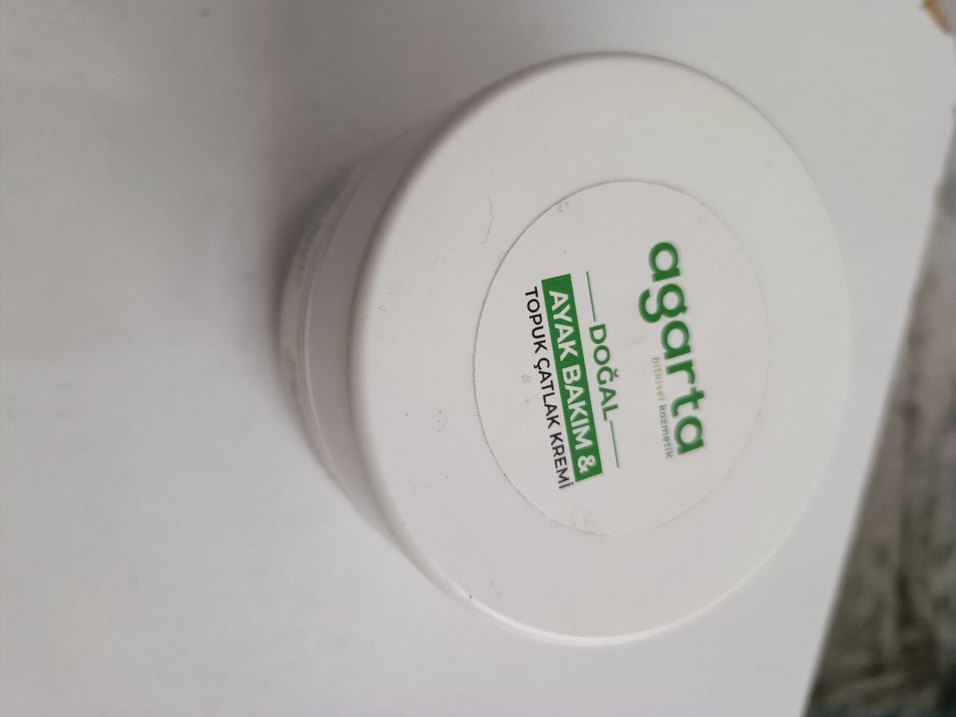 agarta
bitkisel kozmetik
DOĞAL
AYAK BAKIM &
TOPUK ÇATLAK KREMİ